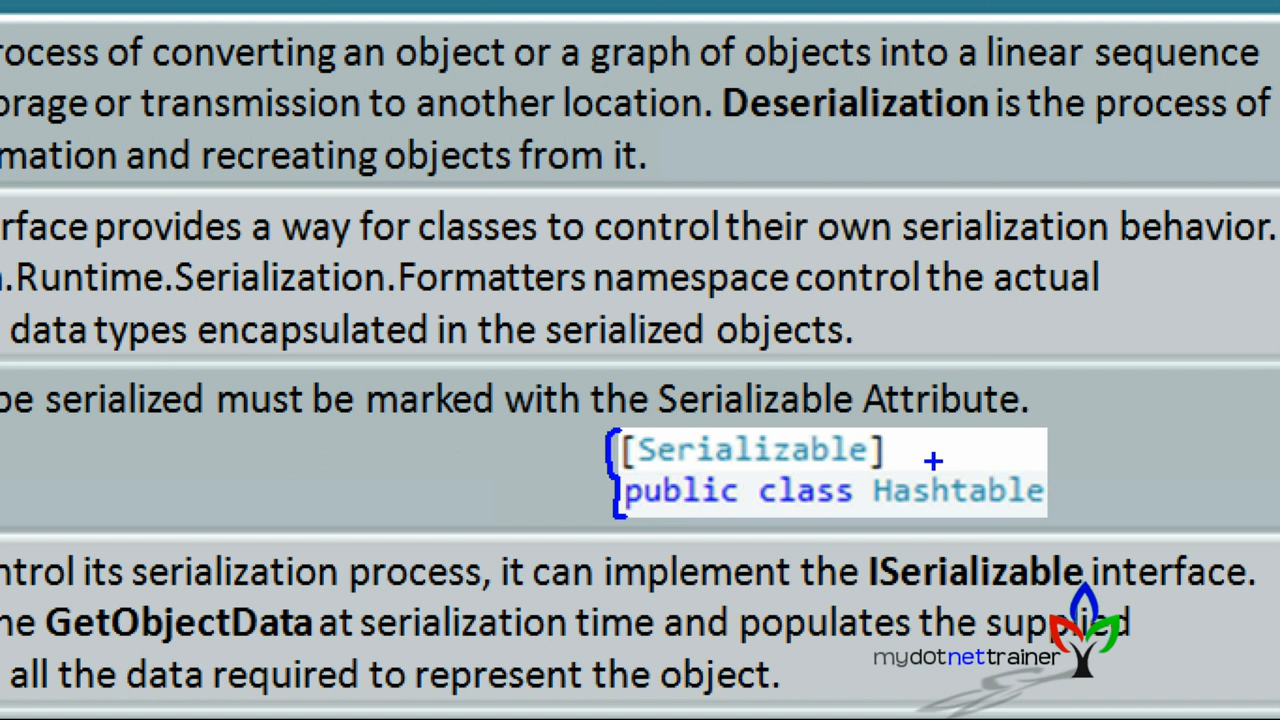 rocess of converting an object or a graph of objects into a linear sequence
orage or transmission to another location. Deserialization is the process of
mation and recreating objects from it.
rface provides a way for classes to control their own serialization behavior.
.Runtime.Serialization.Formatters namespace control the actual
data types encapsulated in the serialized objects.
be serialized must be marked with the Serializable Attribute.
[Serializable]
public class Hashtable
ntrol its serialization process, it can implement the ISerializable interface.
he GetObjectData at serialization time and populates the supplied
all the data required to represent the object.
mydotnettrainer